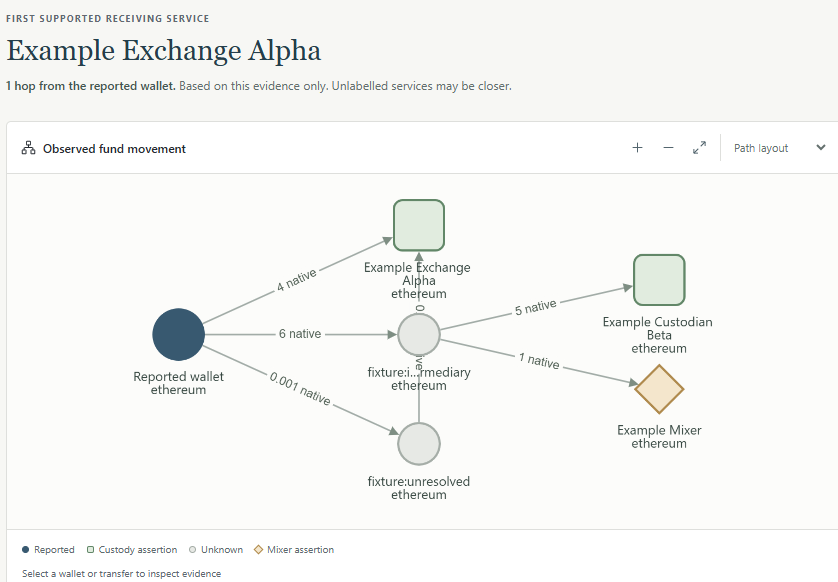 FIRST SUPPORTED RECEIVING SERVICE
Example Exchange Alpha
1 hop from the reported wallet. Based on this evidence only. Unlabelled services may be closer.
Observed fund movement
Path layout
4 native
Example Exchange
Alpha
ethereum
5 native
Example Custodian
Beta
ethereum
6 native
Reported wallet
ethereum
fixture:i...rmediary
ethereum
1 native
0.001 native
Example Mixer
ethereum
fixture:unresolved
ethereum
Reported
Custody assertion
Unknown
Mixer assertion
Select a wallet or transfer to inspect evidence